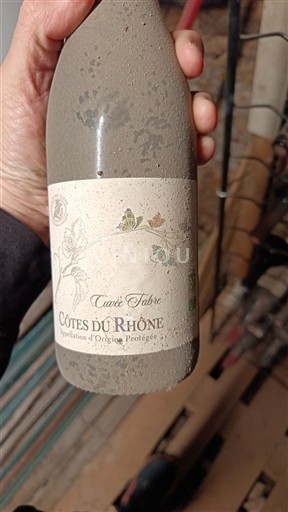 Cuvée Fabre
CÔTES DU RHÔNE
Appellation d'Origine Protégée